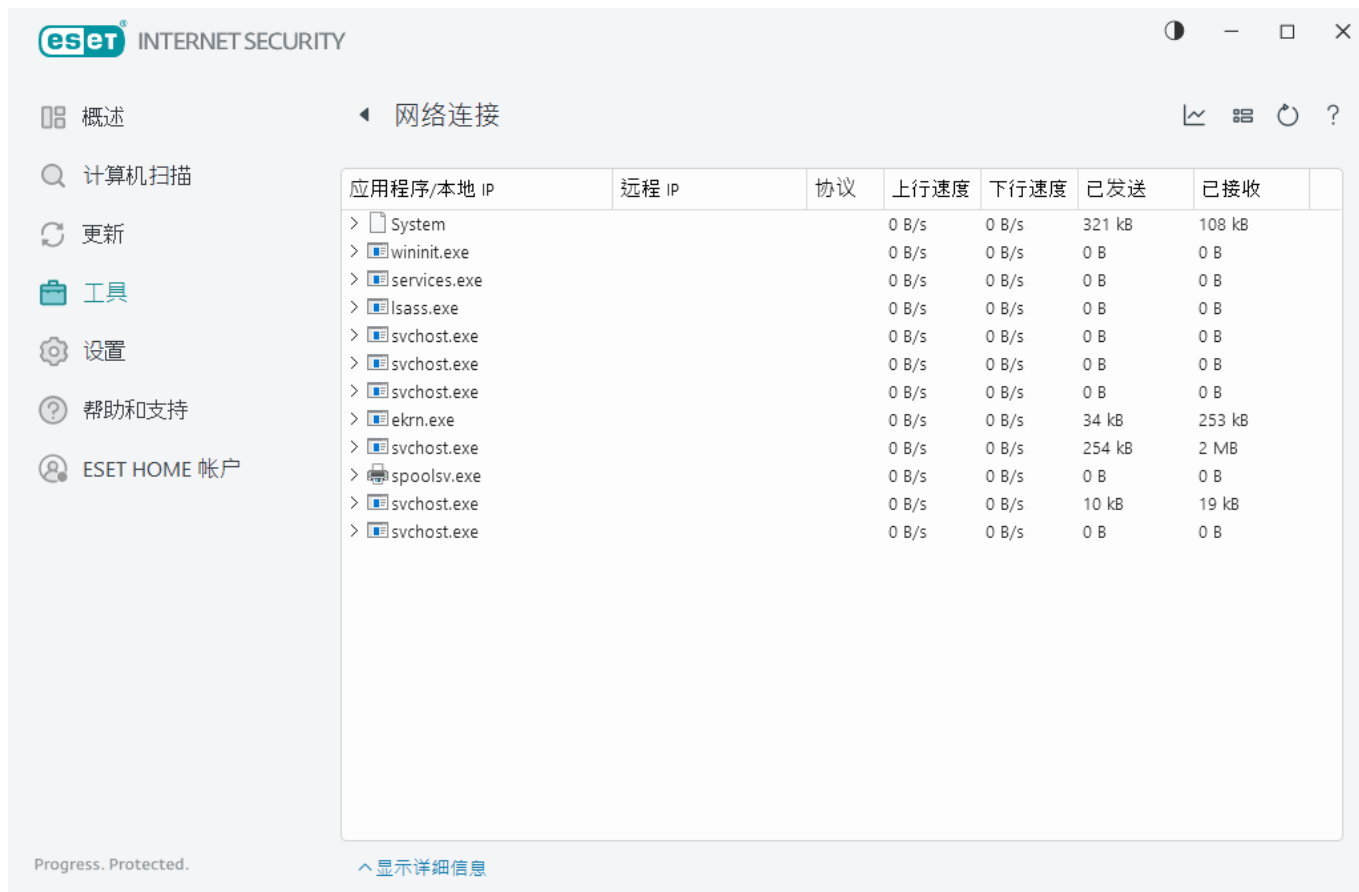 eset® INTERNET SECURITY
概述
计算机扫描
更新
工具
设置
帮助和支持
ESET HOME 帐户
Progress. Protected.
网络连接
?
应用程序/本地 IP 远程 IP 协议 上行速度 下行速度 已发送 已接收
System 0 B/s 0 B/s 321 kB 108 kB
wininit.exe 0 B/s 0 B/s 0 B 0 B
services.exe 0 B/s 0 B/s 0 B 0 B
lsass.exe 0 B/s 0 B/s 0 B 0 B
svchost.exe 0 B/s 0 B/s 0 B 0 B
svchost.exe 0 B/s 0 B/s 0 B 0 B
svchost.exe 0 B/s 0 B/s 0 B 0 B
ekrn.exe 0 B/s 0 B/s 34 kB 253 kB
svchost.exe 0 B/s 0 B/s 254 kB 2 MB
spoolsv.exe 0 B/s 0 B/s 0 B 0 B
svchost.exe 0 B/s 0 B/s 10 kB 19 kB
svchost.exe 0 B/s 0 B/s 0 B 0 B
显示详细信息